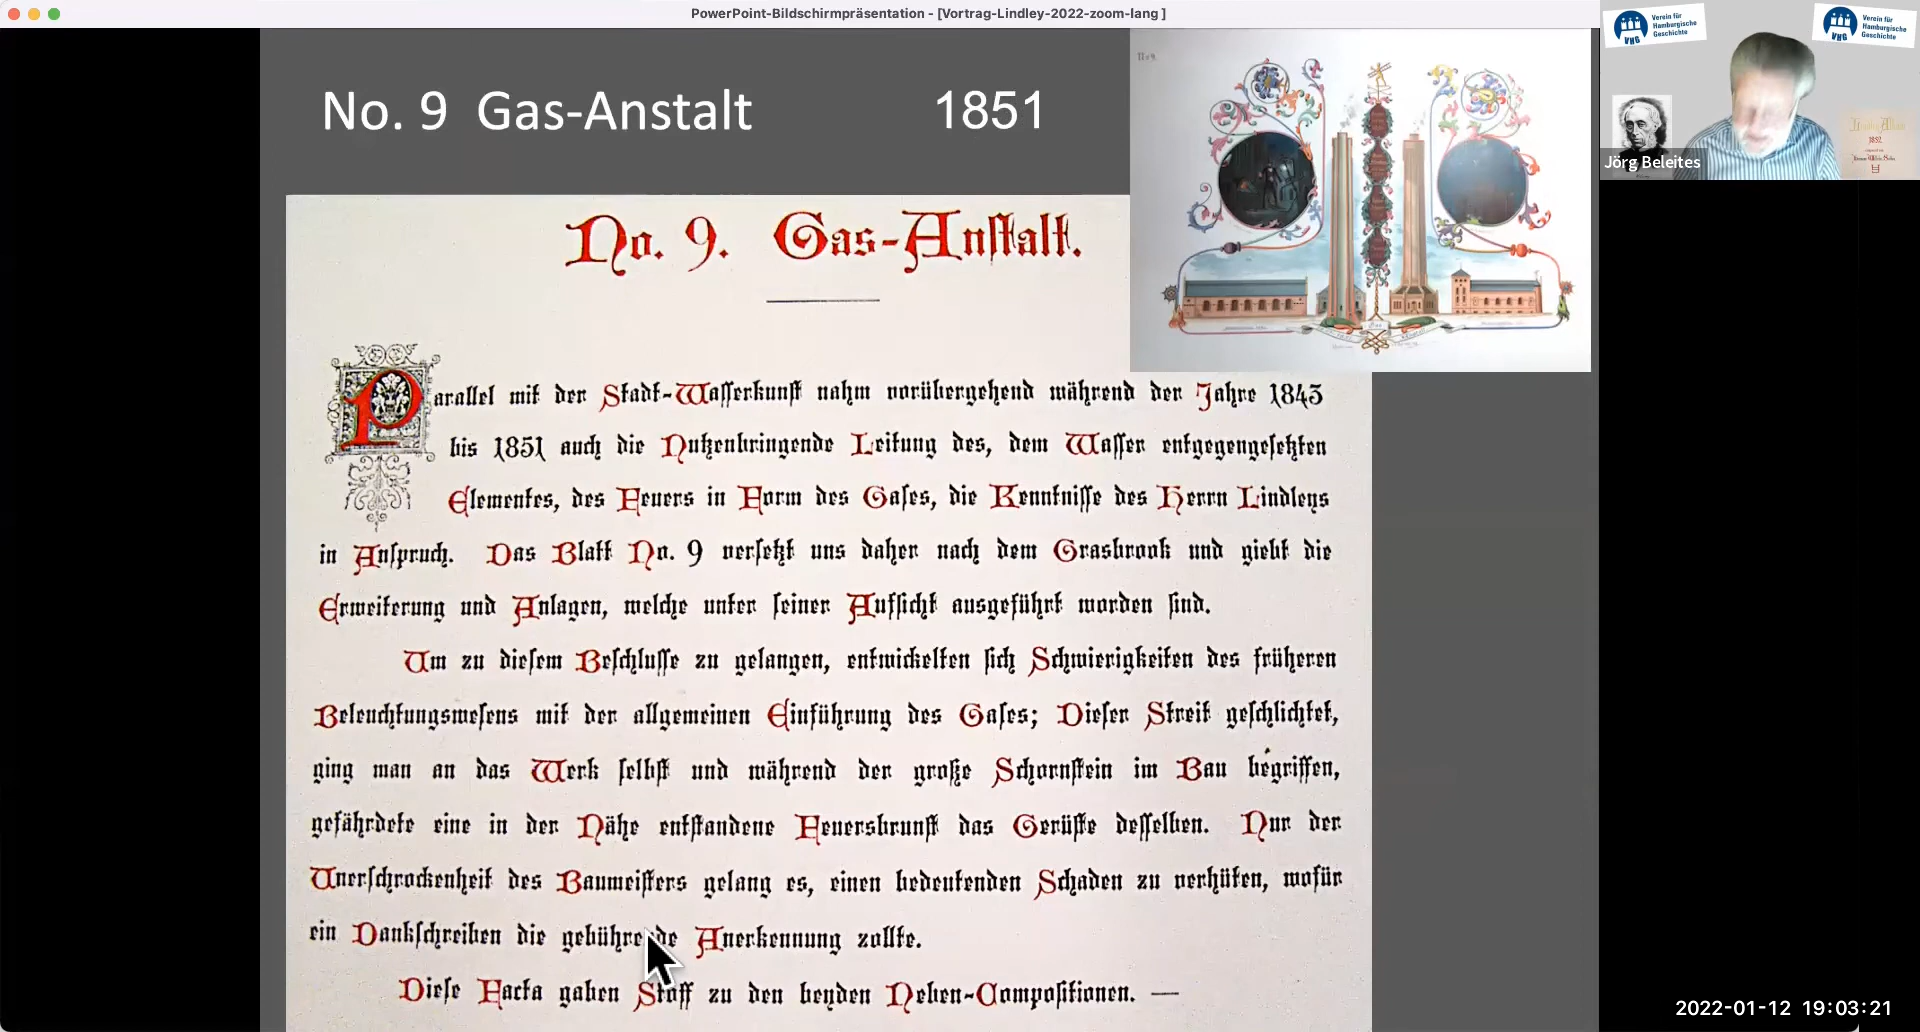 PowerPoint-Bildschirmpräsentation - [Vortrag-Lindley-2022-zoom-lang ]
No. 9 Gas-Anstalt 1851
No. 9. Gas-Anstalt.
Parallel mit der Stadt-Wasserkunst nahm vorübergehend während der Jahre 1843
bis 1851 auch die Nutzenbringende Leitung des, dem Wasser entgegengesetzten
Elementes, des Feuers in Form des Gases, die Kenntnisse des Herrn Lindleys
in Anspruch. Das Blatt No. 9 versetzt uns daher nach dem Grasbrook und giebt die
Erweiterung und Anlagen, welche unter seiner Aufsicht ausgeführt worden sind.
Um zu diesem Beschlusse zu gelangen, entwickelten sich Schwierigkeiten des früheren
Beleuchtungswesens mit der allgemeinen Einführung des Gases; Dieser Streit geschlichtet,
ging man an das Werk selbst und während der große Schornstein im Bau begriffen,
gefährdete eine in der Nähe entstandene Feuersbrunst das Gerüste desselben. Nur der
Unerschrockenheit des Baumeisters gelang es, einen bedeutenden Schaden zu verhüten, wofür
ein Dankschreiben die gebührende Anerkennung zollte.
Diese Facta gaben Stoff zu den beyden Neben-Compositionen. —
Verein für
Hamburgische
Geschichte
VHG
Verein für
Hamburgische
Geschichte
VHG
1852
Jörg Beleites
2022-01-12 19:03:21